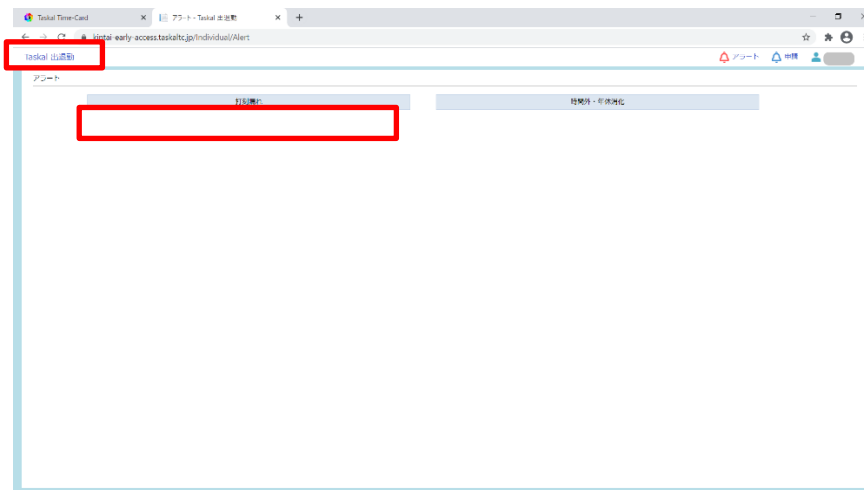 Taskal Time-Card
アラート - Taskal 出退勤
kintai-early-access.taskaltc.jp/Individual/Alert
Taskal 出退勤
アラート 申請
アラート
打刻漏れ 時間外・年休消化